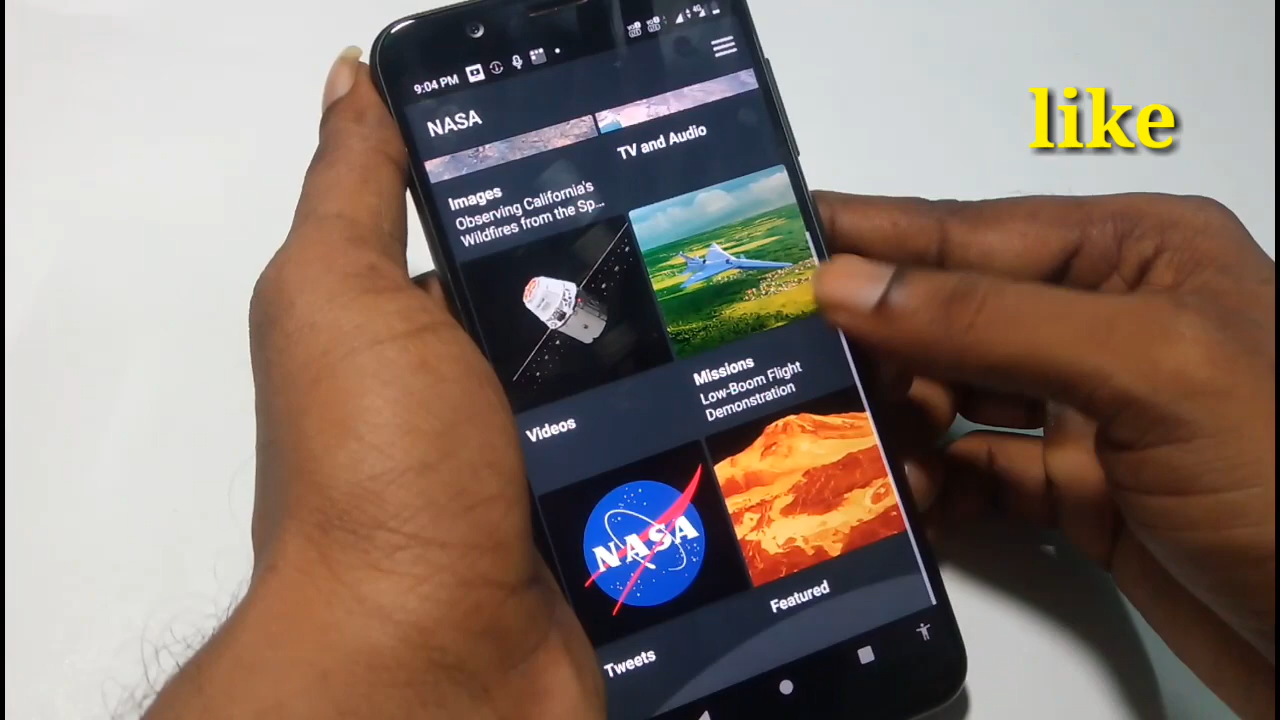 like
9:04 PM
4G
NASA
TV and Audio
Images
Observing California's
Wildfires from the Sp...
Missions
Low-Boom Flight
Demonstration
Videos
NASA
Featured
Tweets